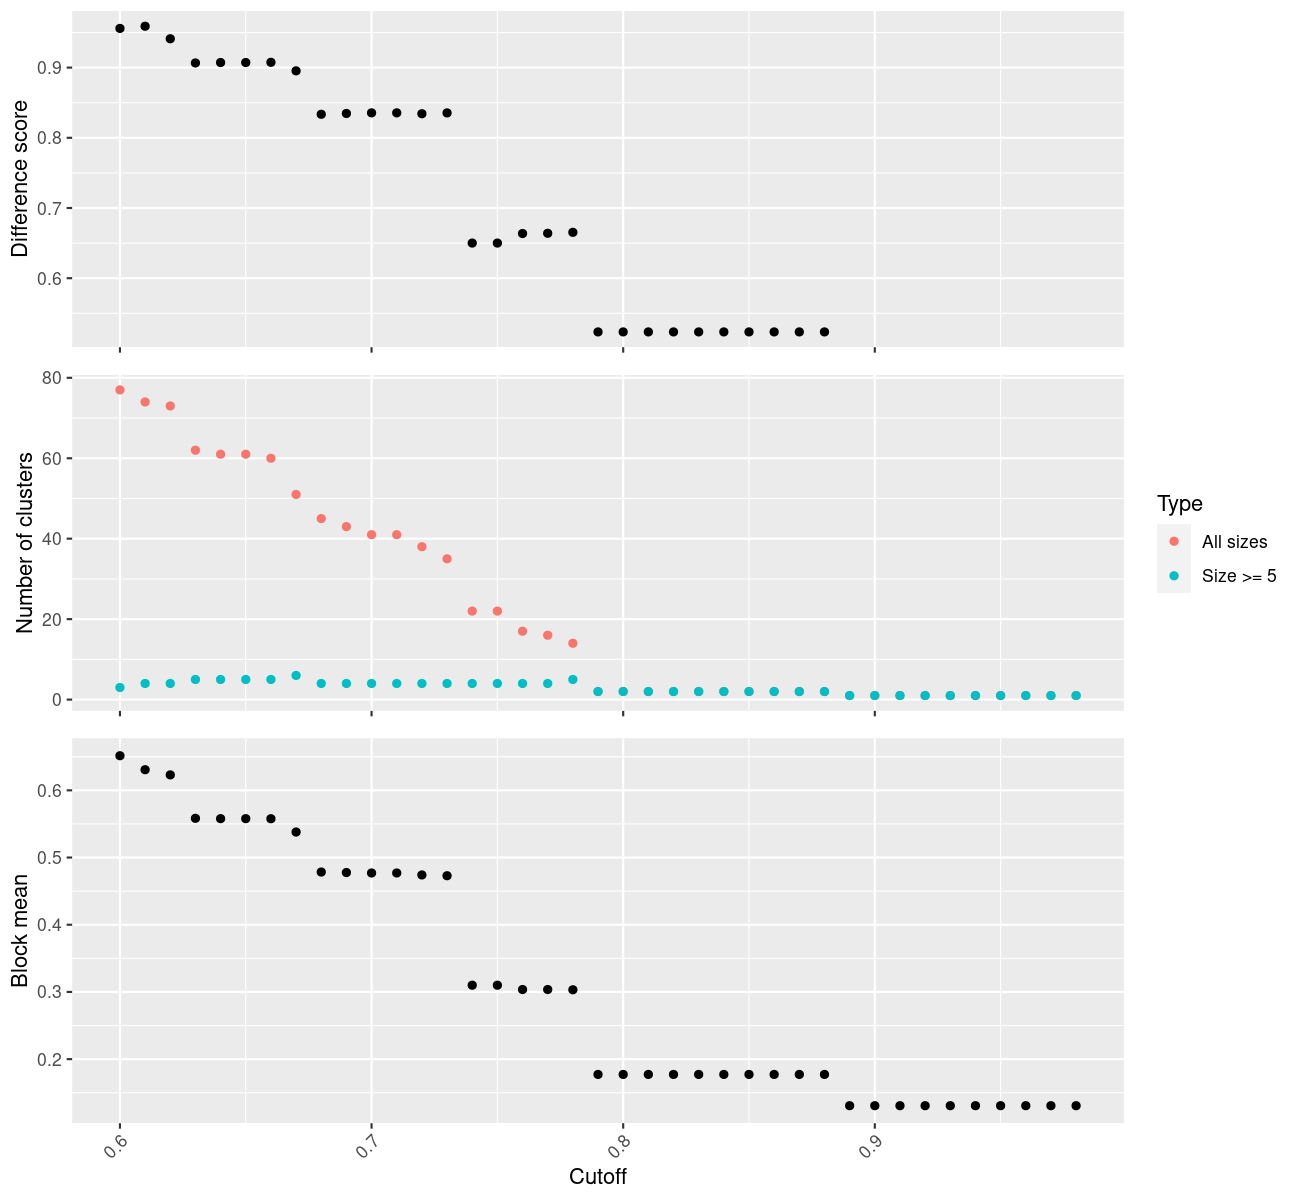 Difference score
0.9
0.8
0.7
0.6
Number of clusters
80
60
40
20
0
Type
All sizes
Size >= 5
Block mean
0.6
0.5
0.4
0.3
0.2
0.6
0.7
0.8
0.9
Cutoff